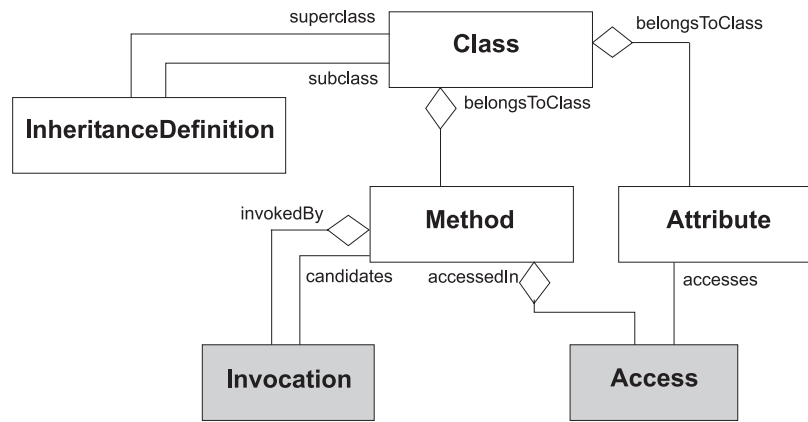 superclass
Class
belongsToClass
subclass
belongsToClass
InheritanceDefinition
invokedBy
Method
Attribute
candidates
accessedIn
accesses
Invocation
Access